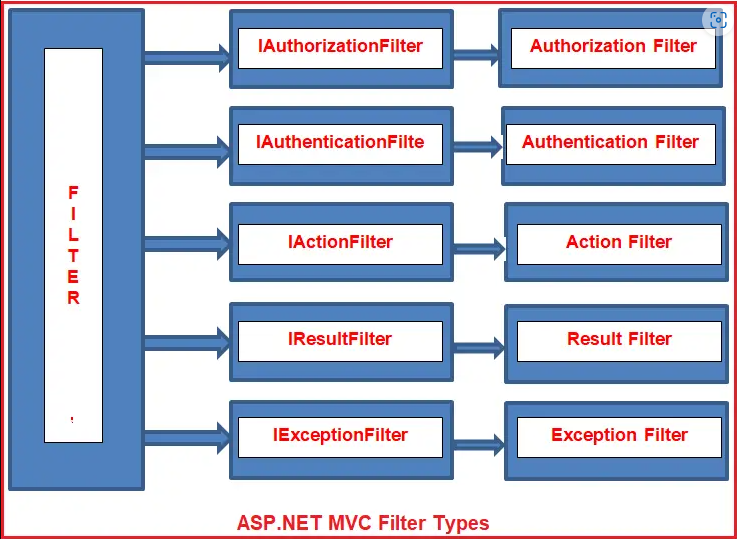 F
I
L
T
E
R
IAuthorizationFilter
Authorization Filter
IAuthenticationFilte
Authentication Filter
IActionFilter
Action Filter
IResultFilter
Result Filter
IExceptionFilter
Exception Filter
ASP.NET MVC Filter Types